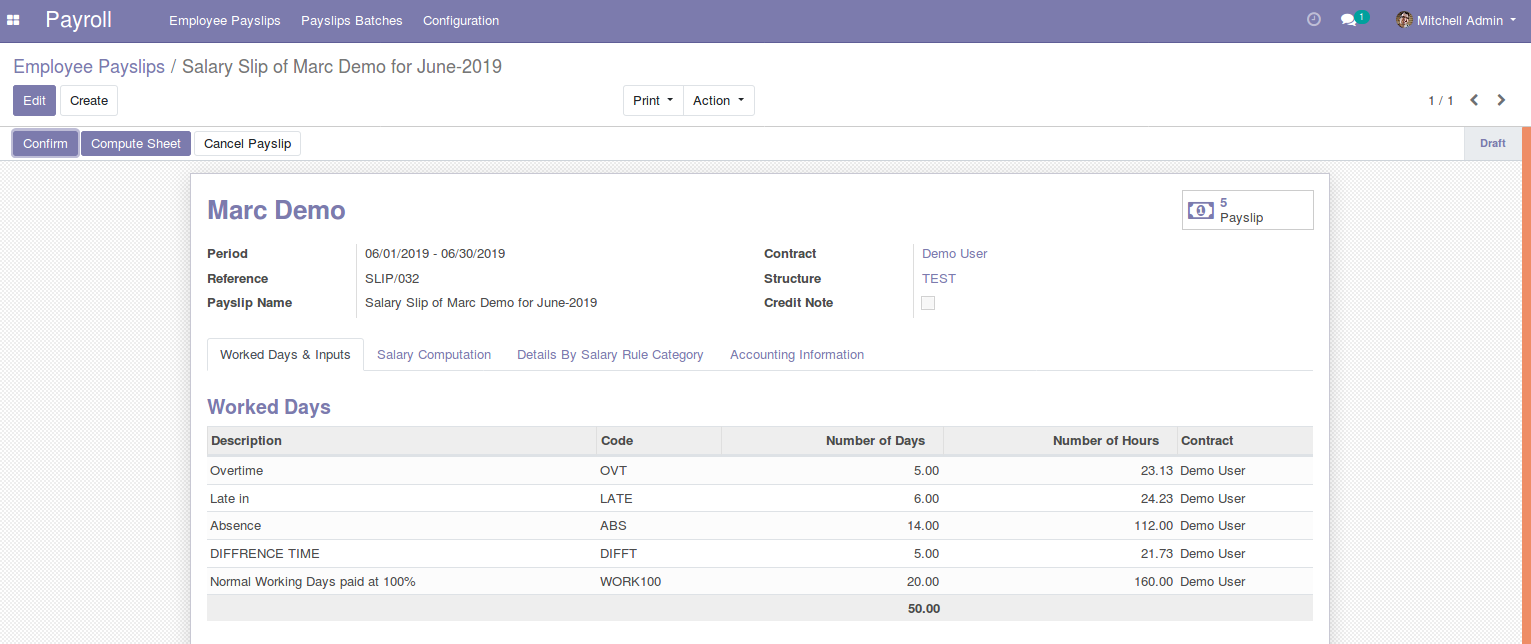 Payroll Employee Payslips Payslips Batches Configuration 1 Mitchell Admin
Employee Payslips / Salary Slip of Marc Demo for June-2019
Edit Create Print Action 1 / 1
Confirm Compute Sheet Cancel Payslip Draft
Marc Demo
5
Payslip
Period 06/01/2019 - 06/30/2019 Contract Demo User
Reference SLIP/032 Structure TEST
Payslip Name Salary Slip of Marc Demo for June-2019 Credit Note
Worked Days & Inputs Salary Computation Details By Salary Rule Category Accounting Information
Worked Days
Description Code Number of Days Number of Hours Contract
Overtime OVT 5.00 23.13 Demo User
Late in LATE 6.00 24.23 Demo User
Absence ABS 14.00 112.00 Demo User
DIFFRENCE TIME DIFFT 5.00 21.73 Demo User
Normal Working Days paid at 100% WORK100 20.00 160.00 Demo User
50.00